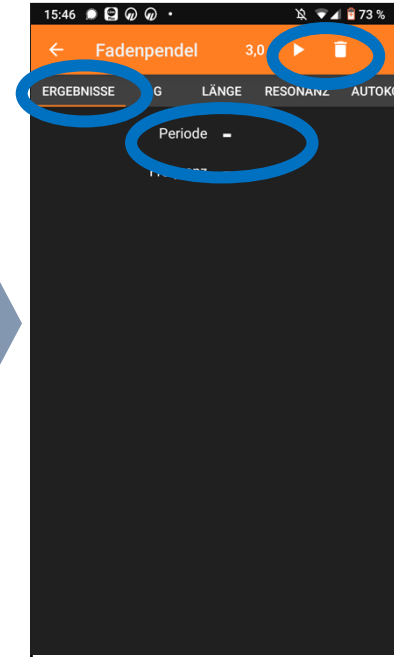 15:46 73 %
Fadenpendel 3,0
ERGEBNISSE G LÄNGE RESONANZ AUTOKO
Periode -